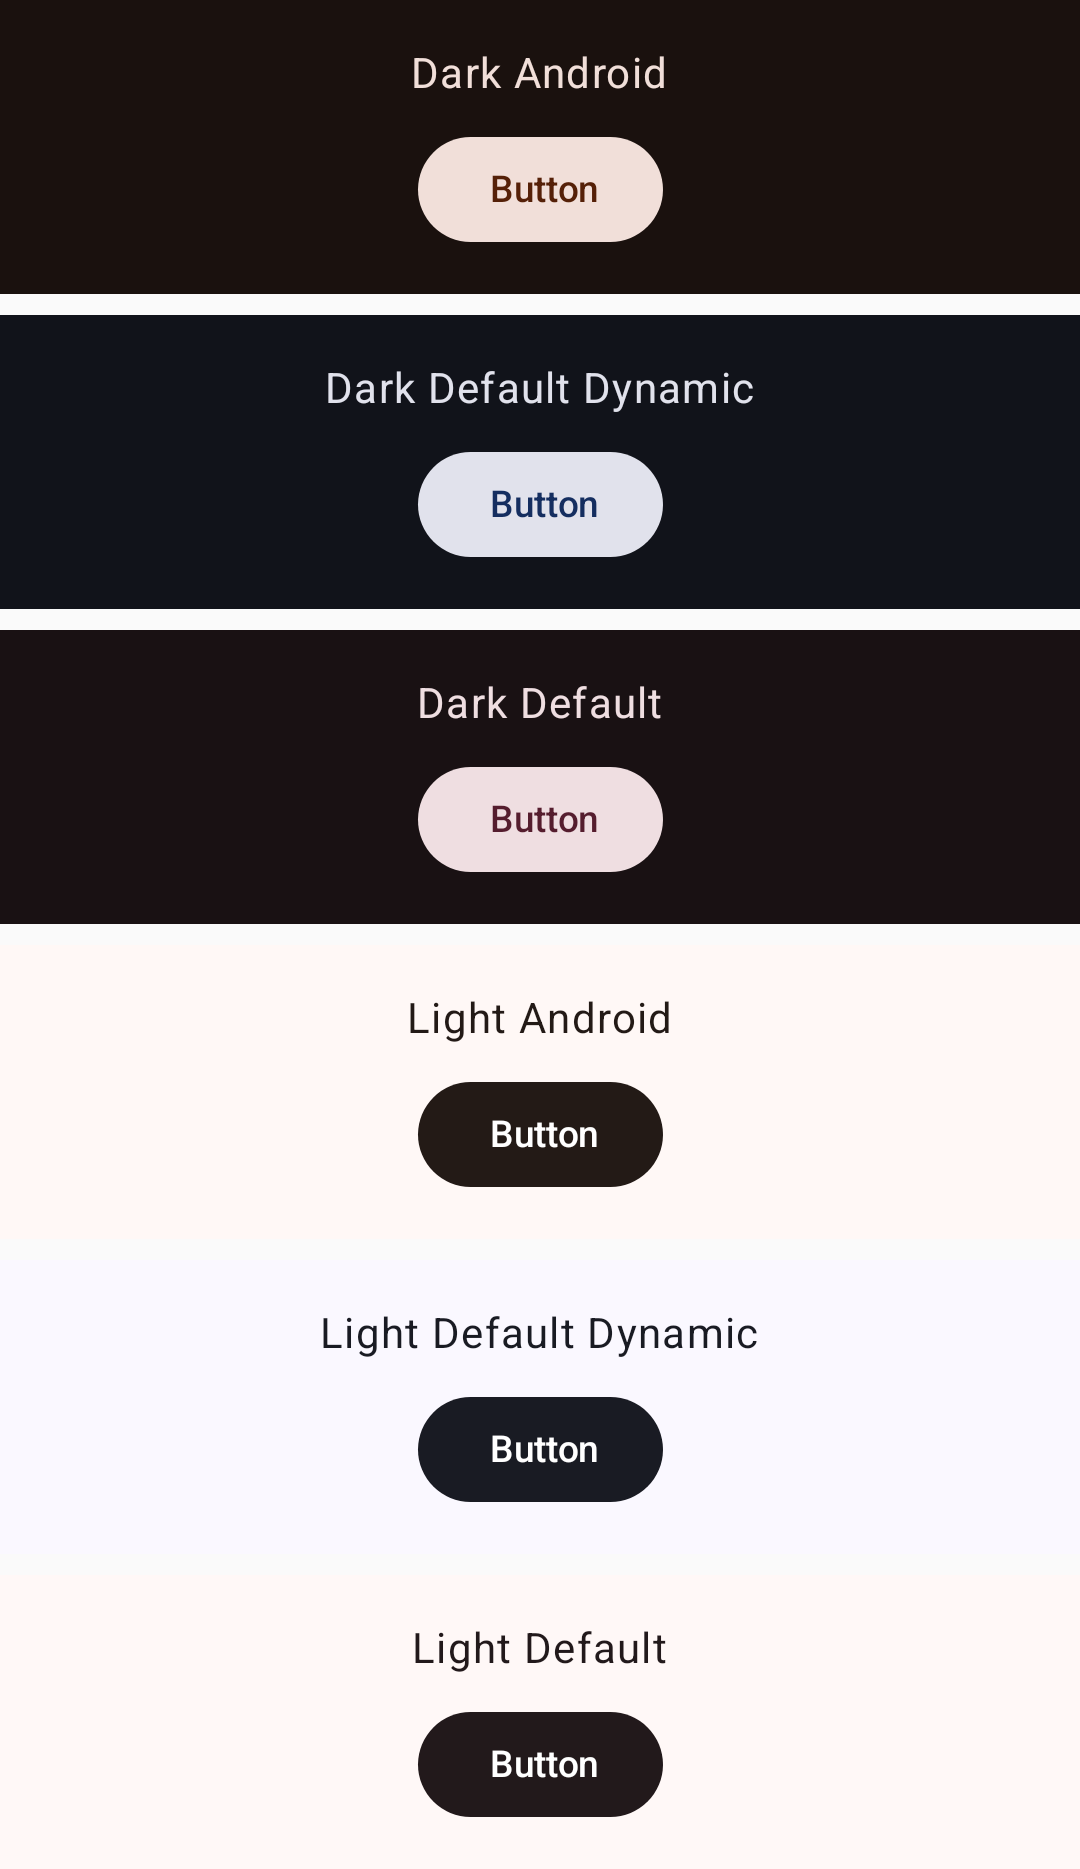 Dark Android
Button
Dark Default Dynamic
Button
Dark Default
Button
Light Android
Button
Light Default Dynamic
Button
Light Default
Button